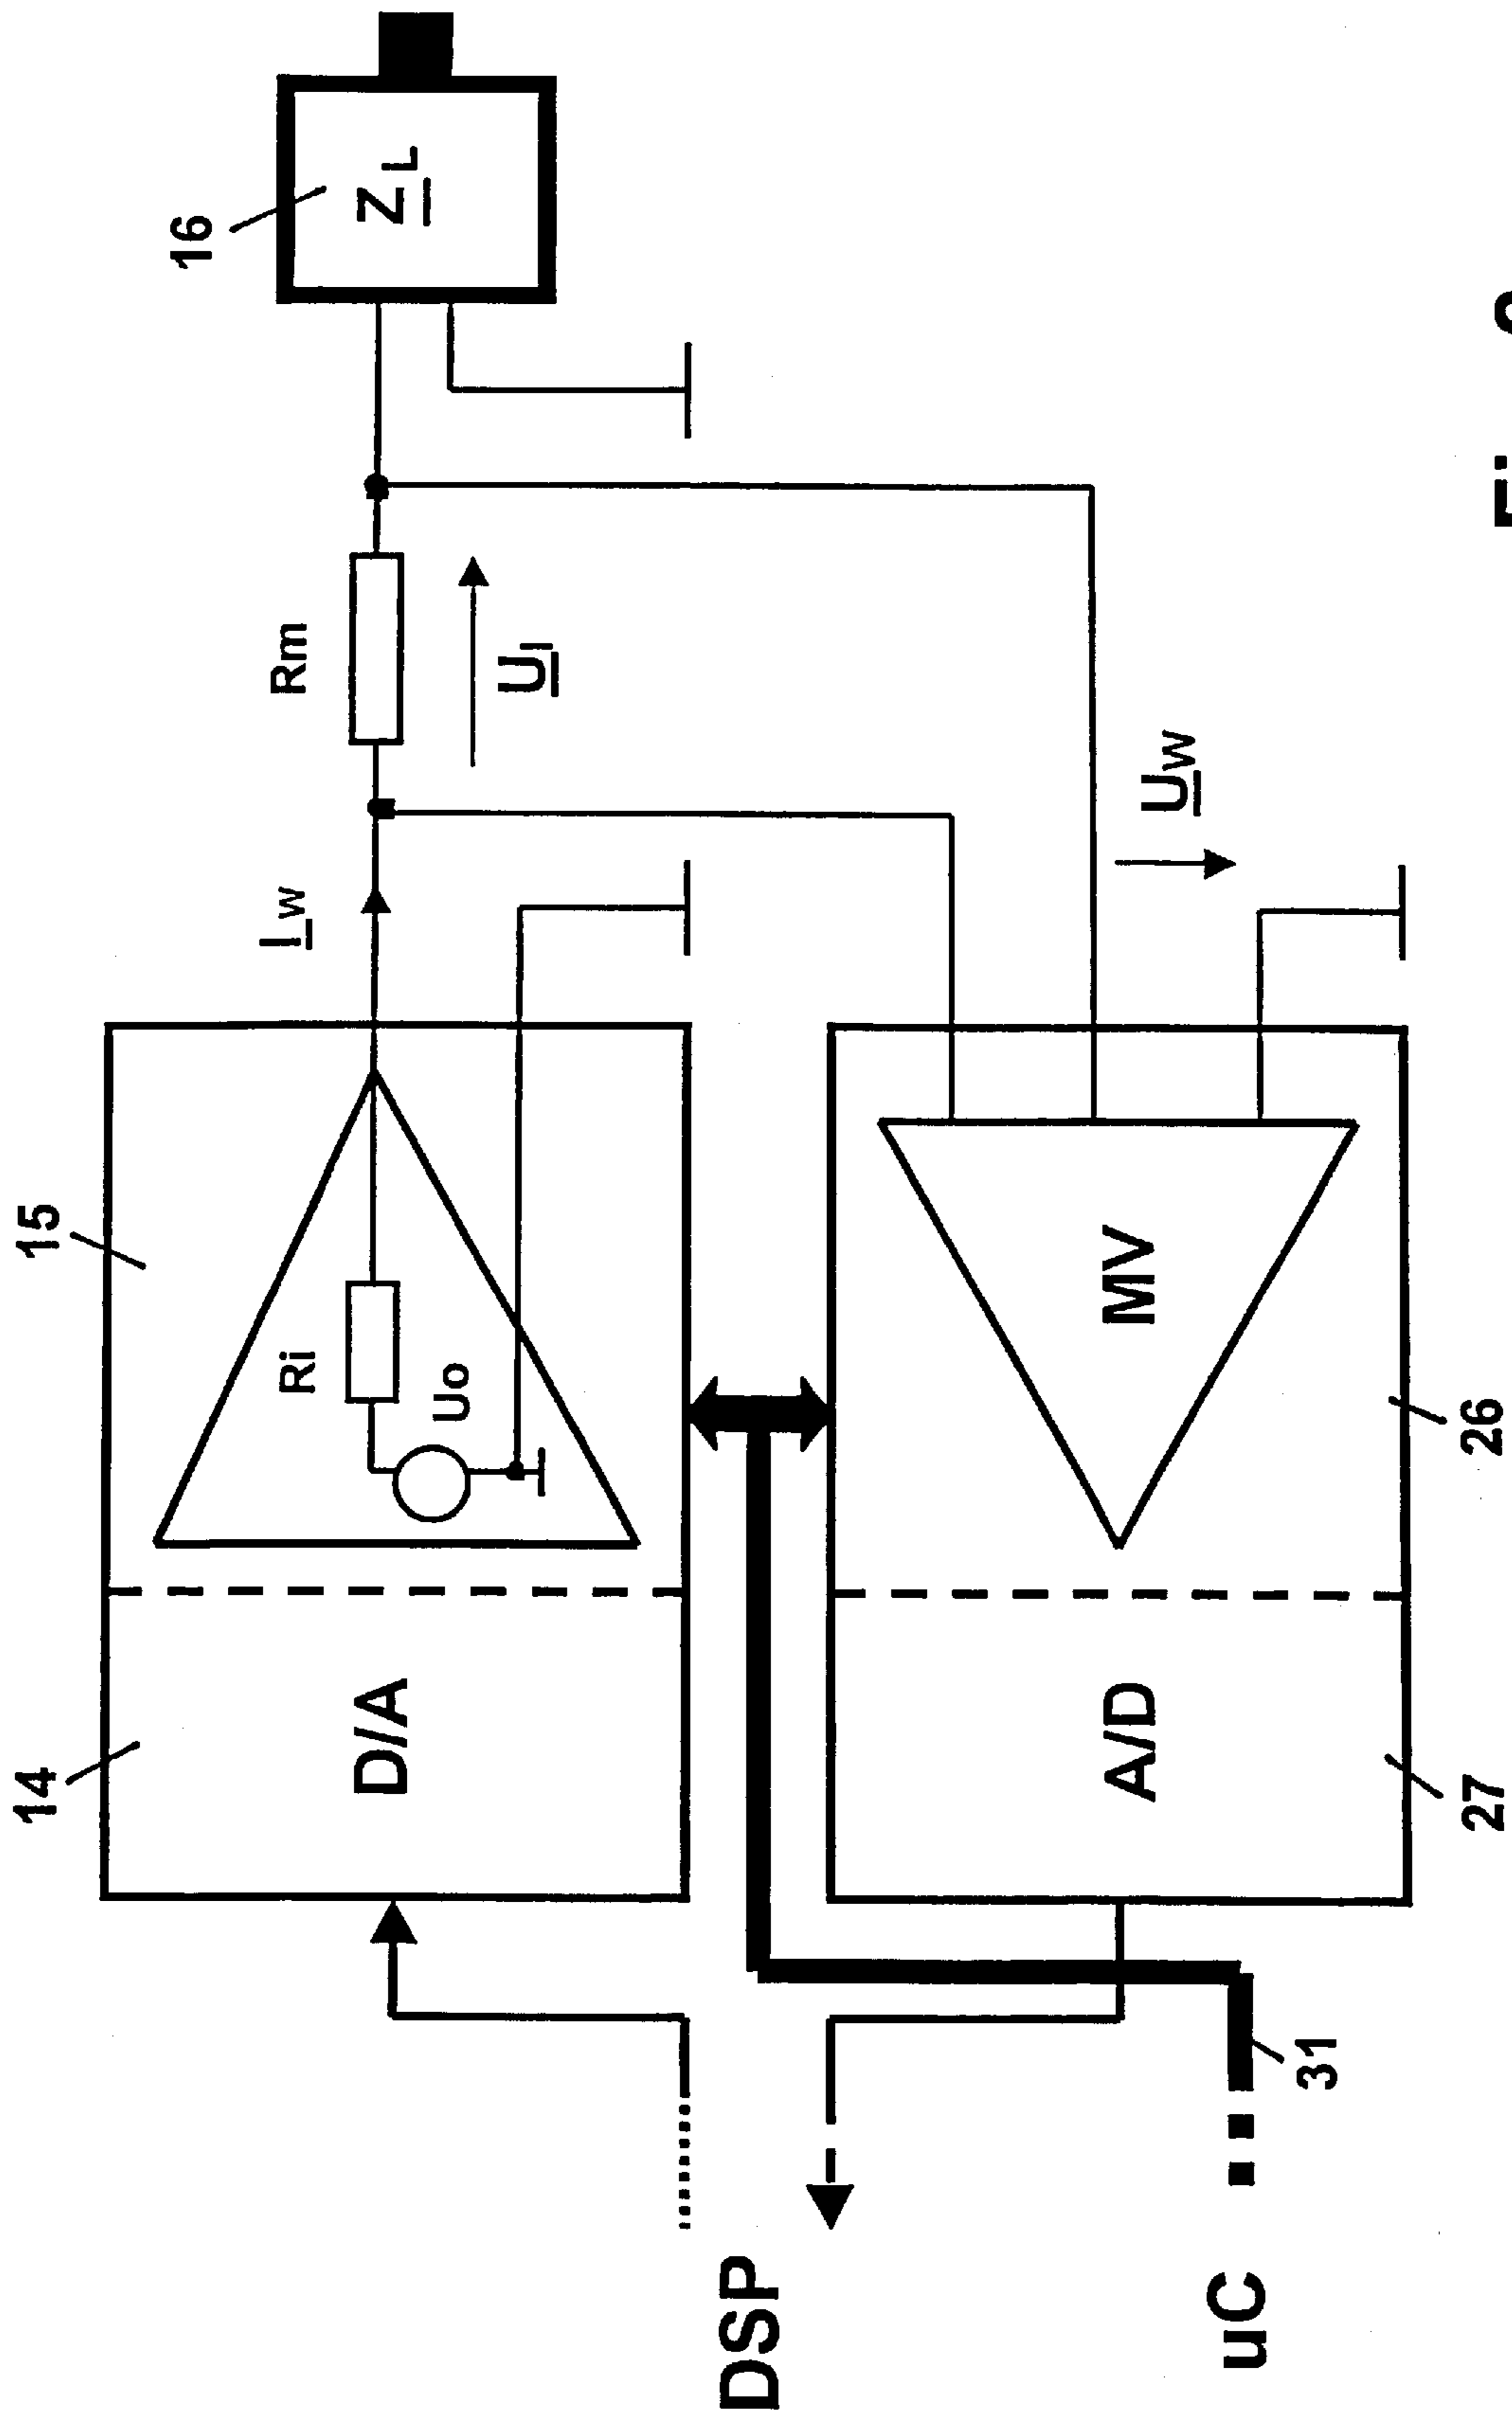 14
15
16
D/A
Ri
Uo
I_W
Rm
U_I
Z_L
DSP
A/D
MV
U_W
uC
31
27
26